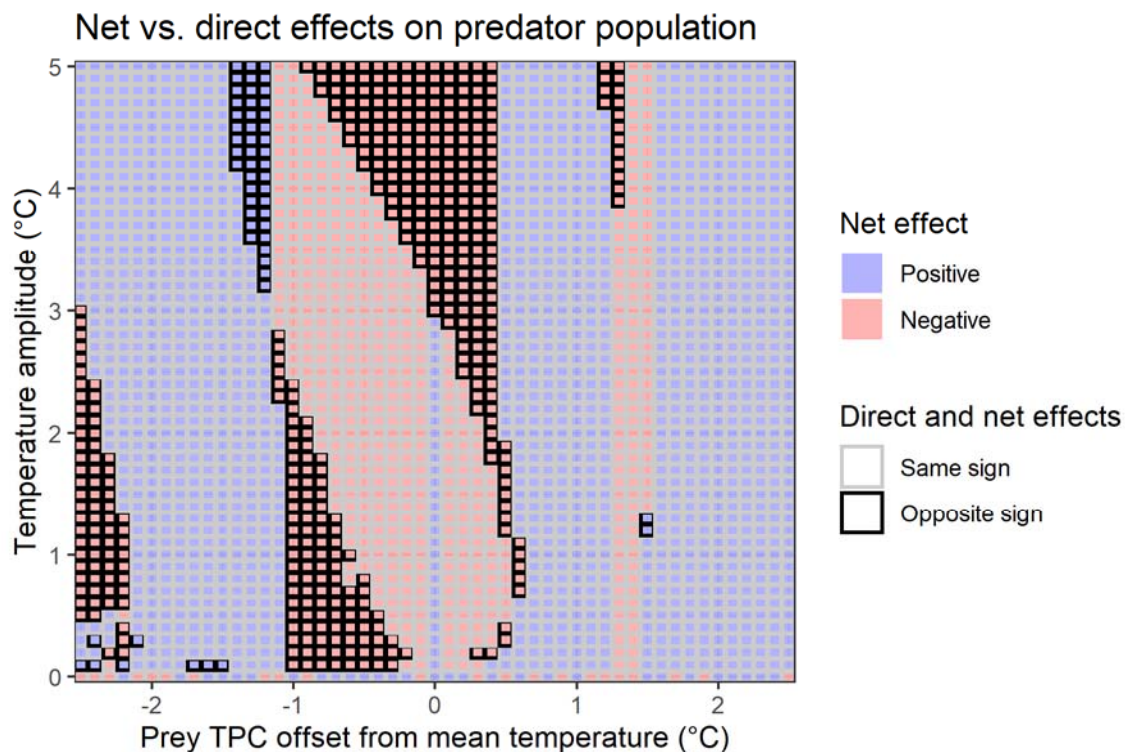 Net vs. direct effects on predator population
5
4
3
2
1
0
Temperature amplitude (°C)
-2
-1
0
1
2
Prey TPC offset from mean temperature (°C)
Net effect
Positive
Negative
Direct and net effects
Same sign
Opposite sign